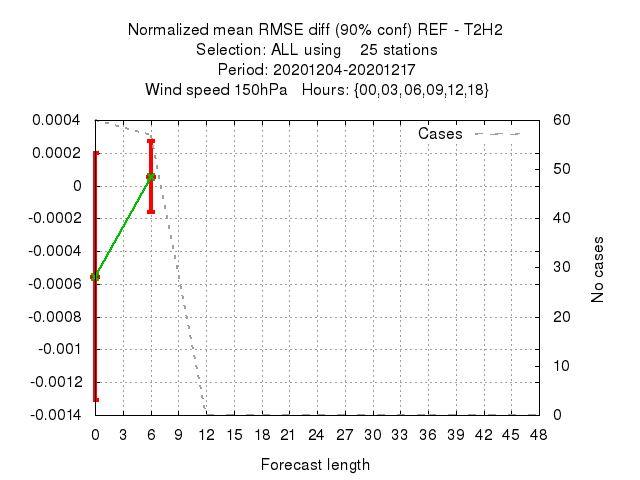 Normalized mean RMSE diff (90% conf) REF - T2H2
Selection: ALL using    25 stations
Period: 20201204-20201217
Wind speed 150hPa   Hours: {00,03,06,09,12,18}
0.0004
0.0002
0
-0.0002
-0.0004
-0.0006
-0.0008
-0.001
-0.0012
-0.0014
Cases
60
50
40
30
20
10
0
No cases
0 3 6 9 12 15 18 21 24 27 30 33 36 39 42 45 48
Forecast length